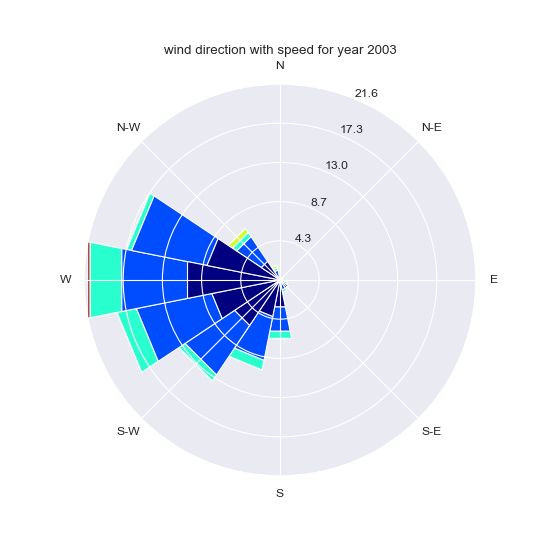 wind direction with speed for year 2003
N
21.6
N-W
N-E
17.3
13.0
8.7
4.3
W
E
S-W
S-E
S